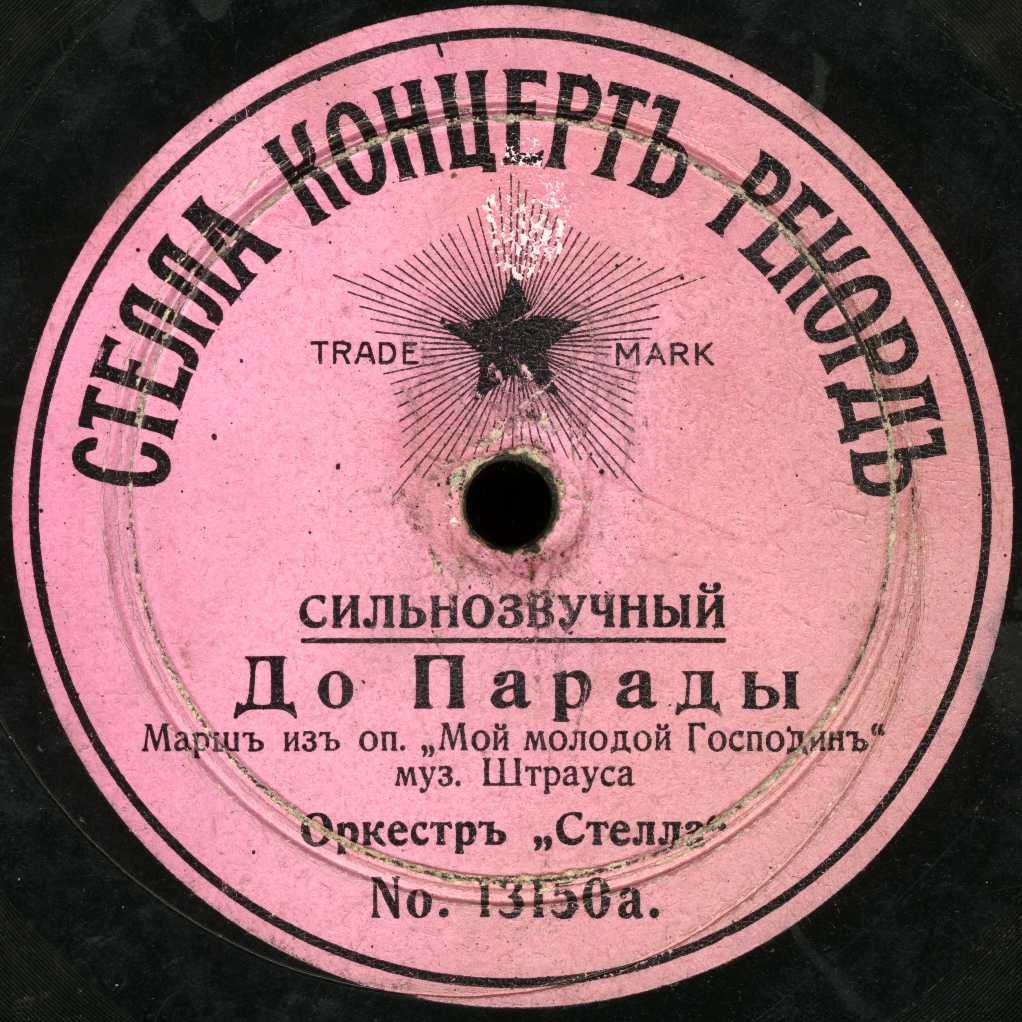 СТЕЛЛА КОНЦЕРТЪ РЕКОРДЪ
TRADE MARK
СИЛЬНОЗВУЧНЫЙ
До Парады
Маршъ изъ оп. „Мой молодой Господинъ“
муз. Штрауса
Оркестръ „Стелла“
No. 13150а.